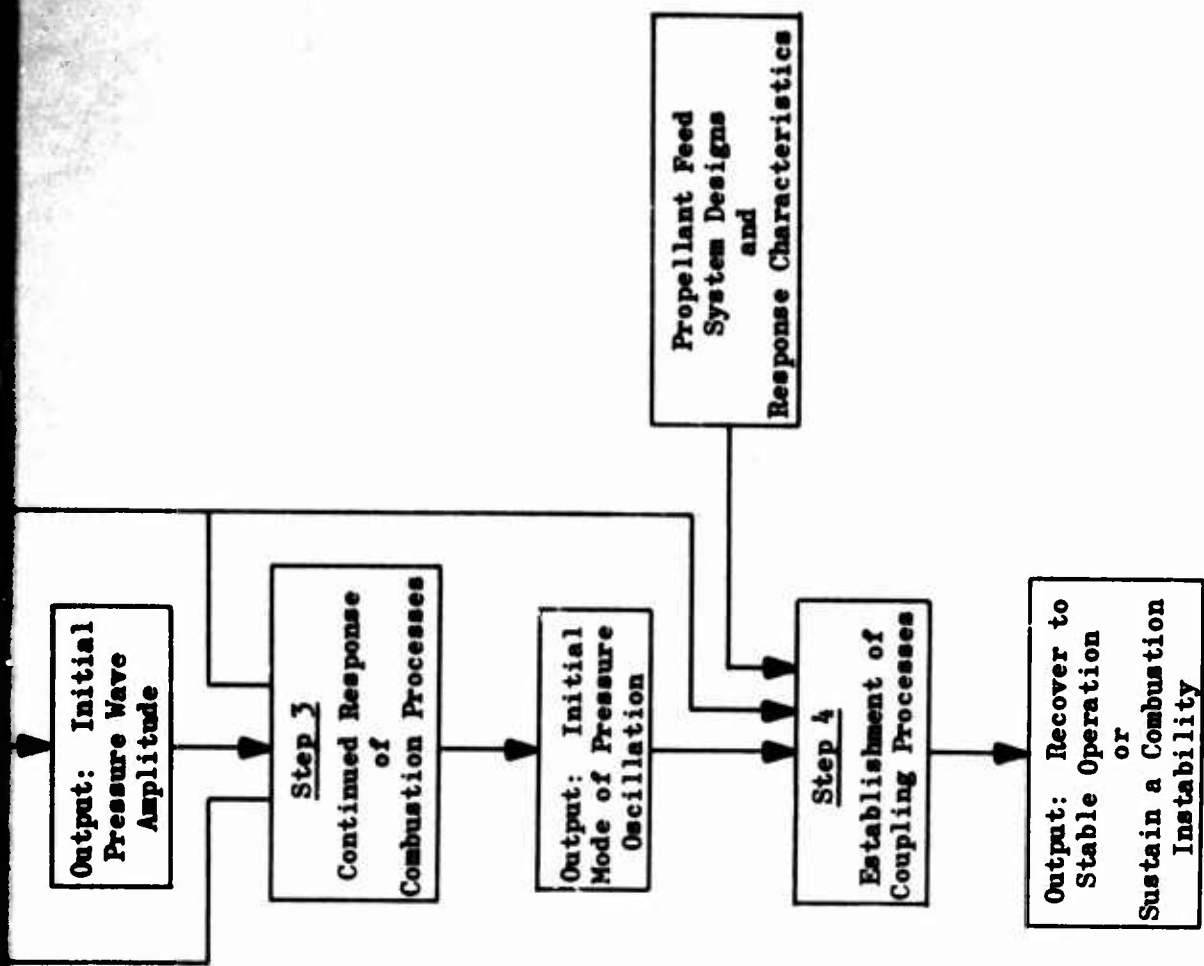 Output: Initial
Pressure Wave
Amplitude
Step 3
Continued Response
of
Combustion Processes
Output: Initial
Mode of Pressure
Oscillation
Propellant Feed
System Designs
and
Response Characteristics
Step 4
Establishment of
Coupling Processes
Output: Recover to
Stable Operation
or
Sustain a Combustion
Instability